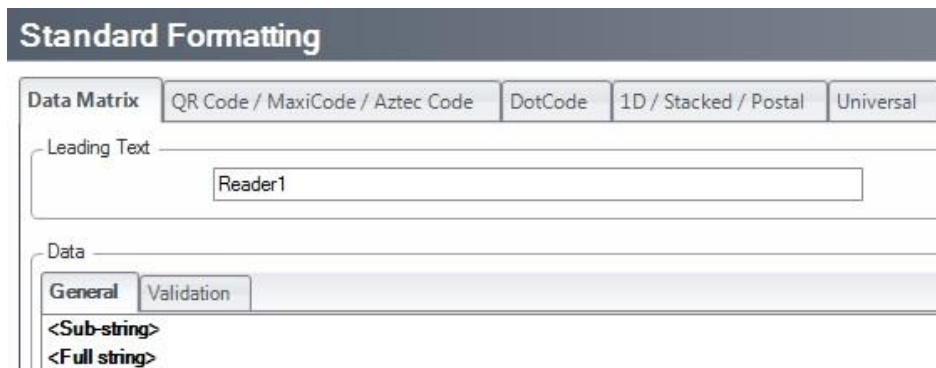 Standard Formatting
Data Matrix QR Code / MaxiCode / Aztec Code DotCode 1D / Stacked / Postal Universal
Leading Text
Reader1
Data
General Validation
<Sub-string>
<Full string>